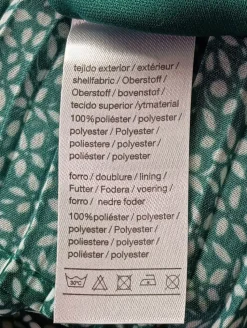 tejido exterior / extérieur /
shellfabric / Oberstoff /
Oberstoff / bovenstof /
tecido superior /ytmaterial
100%poliéster / polyester /
polyester / Polyester /
poliestere / polyester /
poliéster / polyester
forro / doublure / lining /
Futter / Fodera / voering /
forro / nedre foder
100%poliéster / polyester /
polyester / Polyester /
poliestere / polyester /
poliéster / polyester
30°C